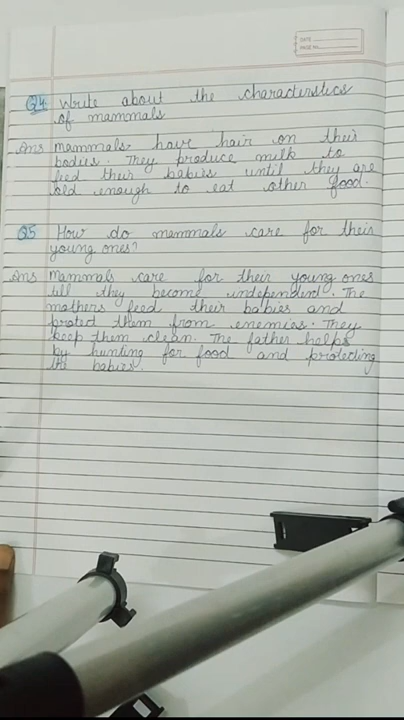 DATE
PAGE No.
Q4 Write about the characteristics
of mammals
Ans Mammals have hair on their
bodies. They produce milk to
feed their babies until they are
old enough to eat other food.
Q5 How do mammals care for their
young ones?
Ans Mammals care for their young ones
till they become independent. The
mothers feed their babies and
protect them from enemies. They
keep them clean. The father helps
by hunting for food and protecting
the babies.